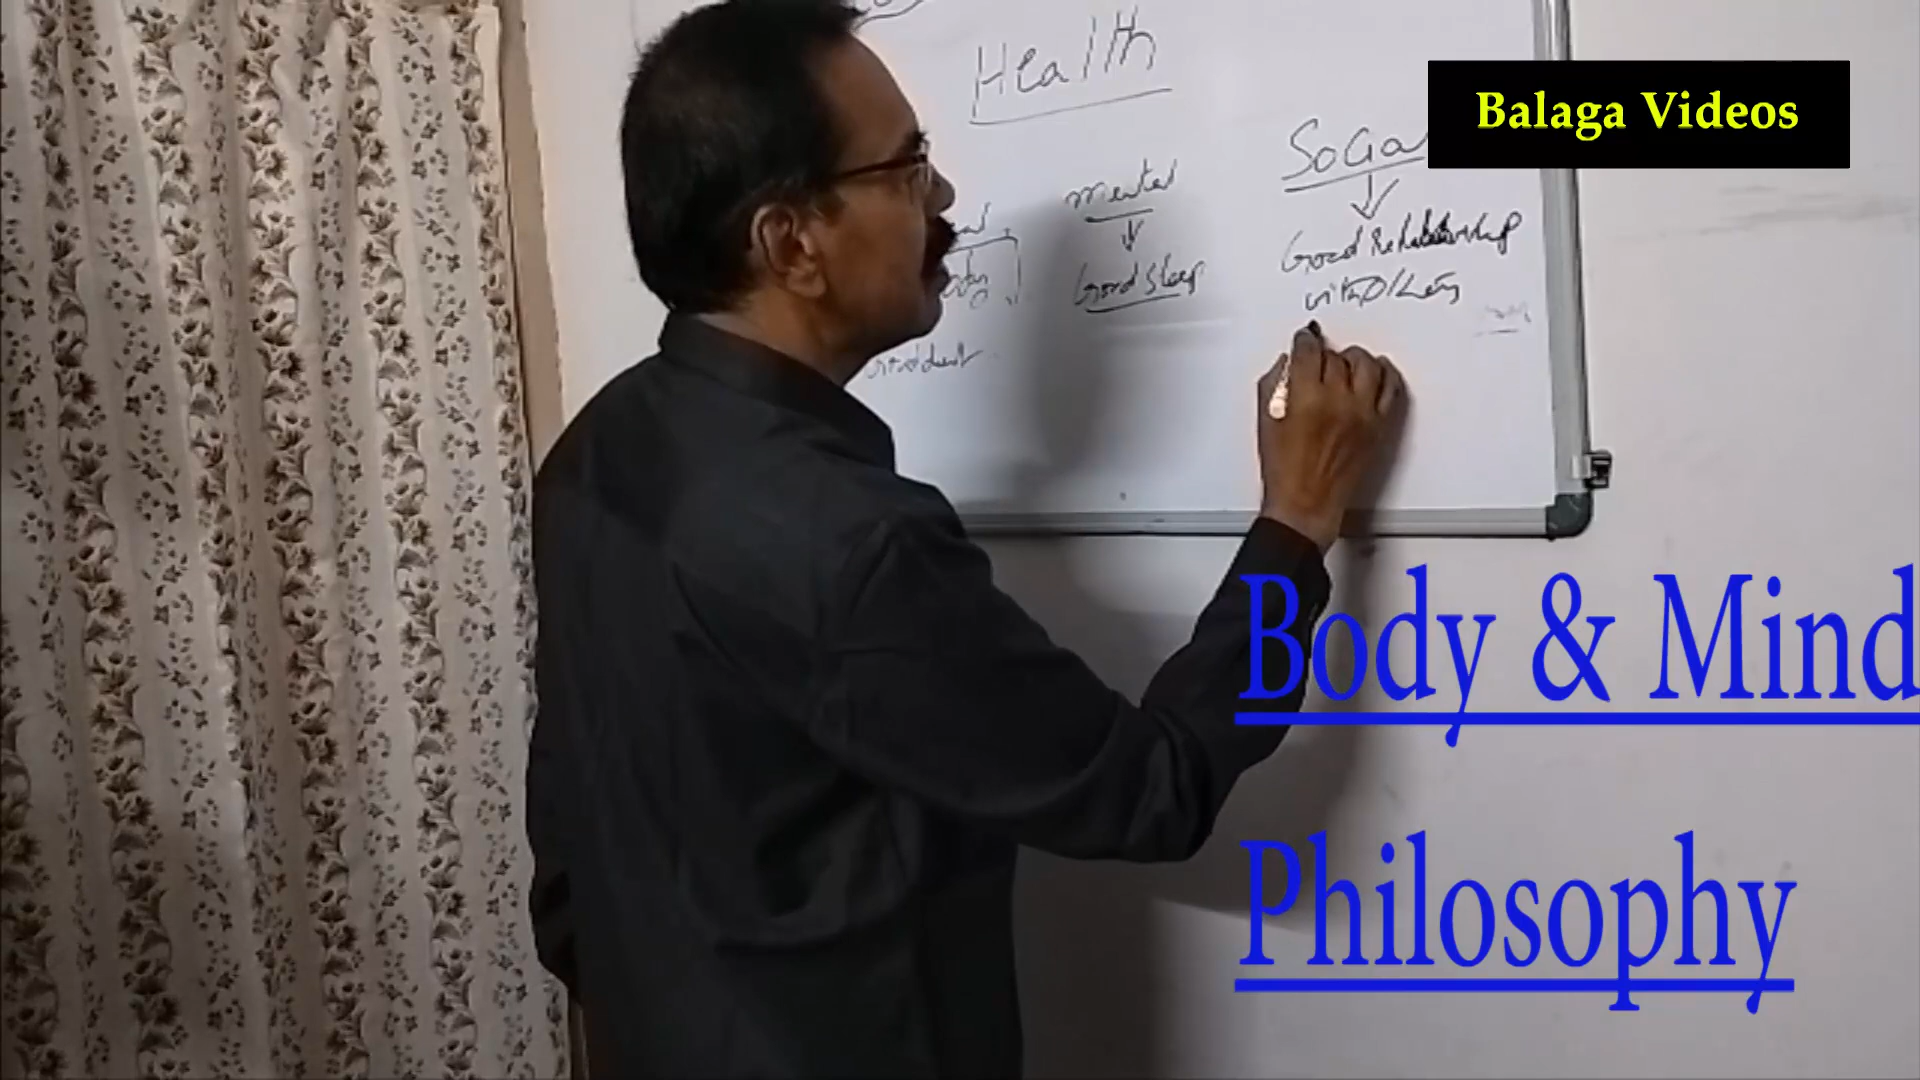 Health
Balaga Videos
Social
mental
Good Relationship
Good Sleep
with others
Body & Mind
Philosophy